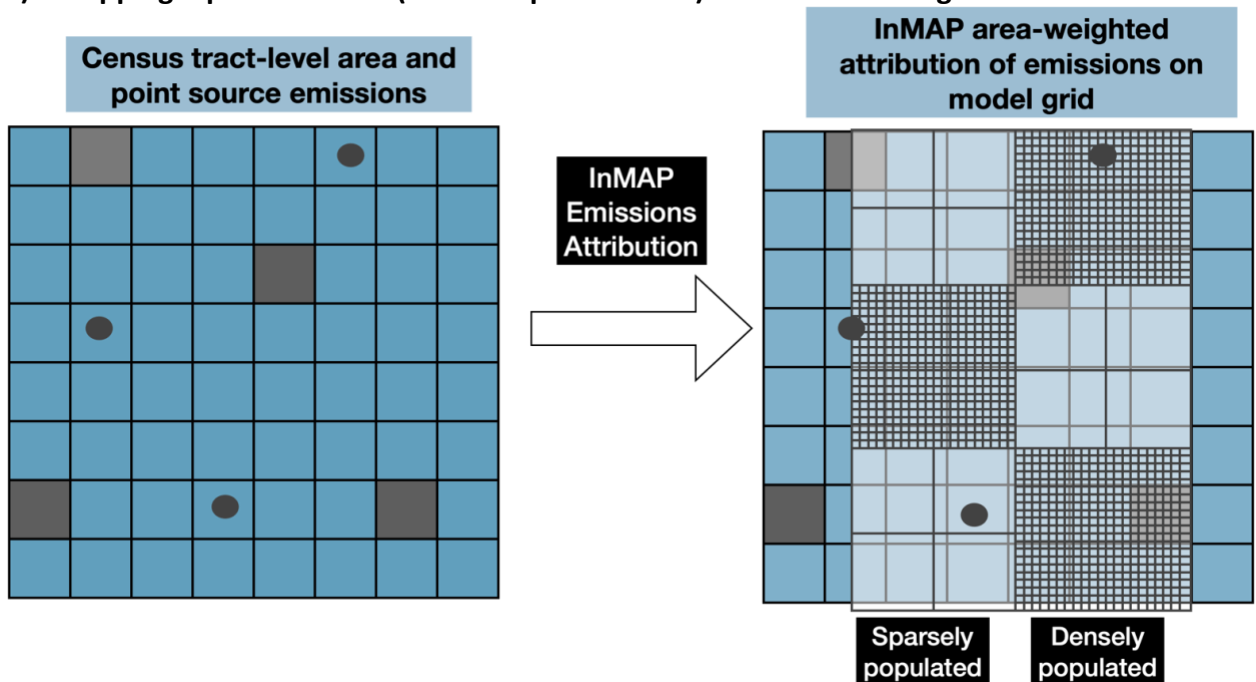 Census tract-level area and
point source emissions
InMAP
Emissions
Attribution
InMAP area-weighted
attribution of emissions on
model grid
Sparsely
populated
Densely
populated